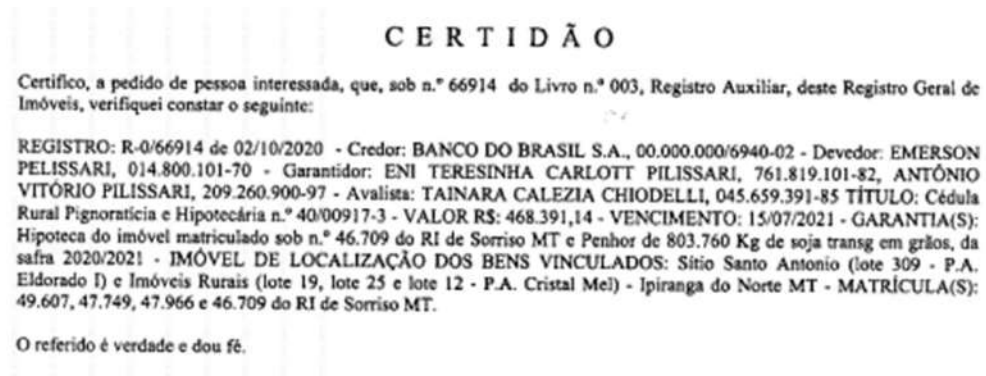 CERTIDÃO
Certifico, a pedido de pessoa interessada, que, sob n.º 66914 do Livro n.º 003, Registro Auxiliar, deste Registro Geral de
Imóveis, verifiquei constar o seguinte:
REGISTRO: R-0/66914 de 02/10/2020 - Credor: BANCO DO BRASIL S.A., 00.000.000/6940-02 - Devedor: EMERSON
PELISSARI, 014.800.101-70 - Garantidor: ENI TERESINHA CARLOTT PILISSARI, 761.819.101-82, ANTÔNIO
VITÓRIO PILISSARI, 209.260.900-97 - Avalista: TAINARA CALEZIA CHIODELLI, 045.659.391-85 TÍTULO: Cédula
Rural Pignoratícia e Hipotecária n.º 40/00917-3 - VALOR R$: 468.391,14 - VENCIMENTO: 15/07/2021 - GARANTIA(S):
Hipoteca do imóvel matriculado sob n.º 46.709 do RI de Sorriso MT e Penhor de 803.760 Kg de soja transg em grãos, da
safra 2020/2021 - IMÓVEL DE LOCALIZAÇÃO DOS BENS VINCULADOS: Sítio Santo Antonio (lote 309 - P.A.
Eldorado I) e Imóveis Rurais (lote 19, lote 25 e lote 12 - P.A. Cristal Mel) - Ipiranga do Norte MT - MATRÍCULA(S):
49.607, 47.749, 47.966 e 46.709 do RI de Sorriso MT.
O referido é verdade e dou fé.